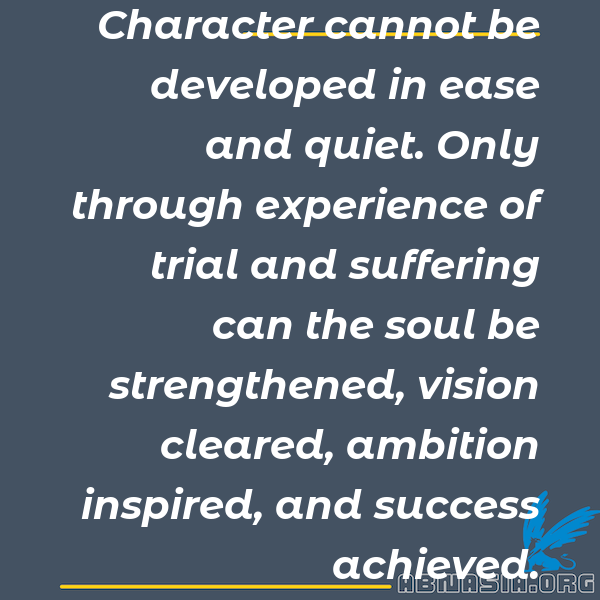 Character cannot be
developed in ease
and quiet. Only
through experience of
trial and suffering
can the soul be
strengthened, vision
cleared, ambition
inspired, and success
achieved.
ABNASIA.ORG